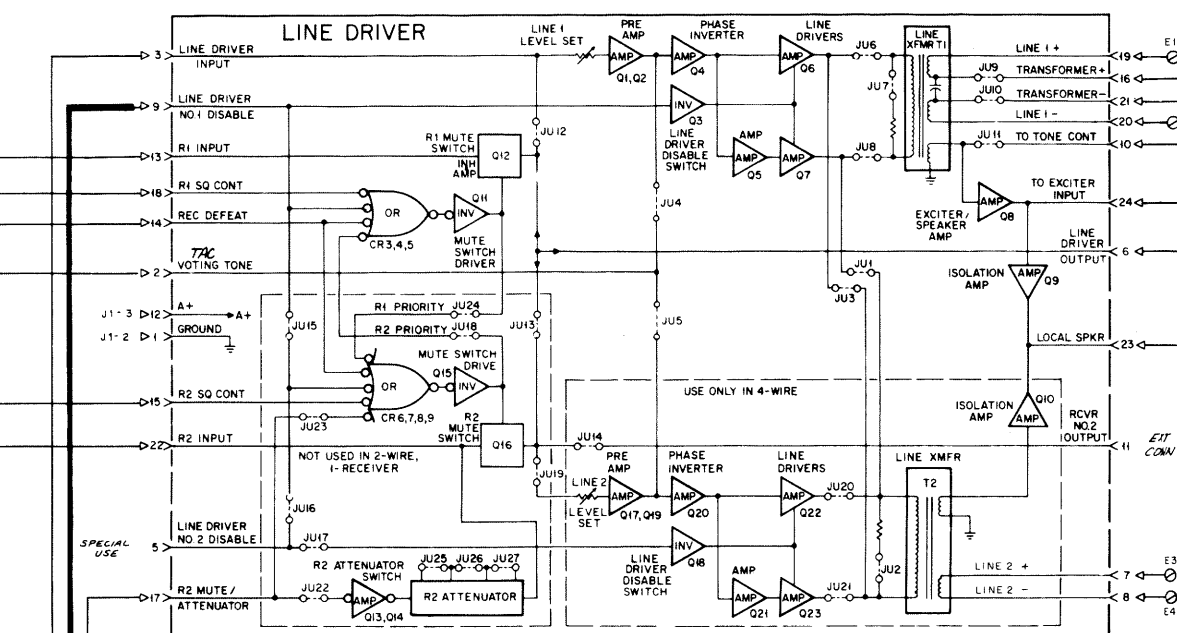 LINE DRIVER
3 LINE DRIVER
INPUT
9 LINE DRIVER
NO.1 DISABLE
13 R1 INPUT
18 R1 SQ CONT
14 REC DEFEAT
TAC
2 VOTING TONE
J1-3 12 A+
A+
J1-2 1 GROUND
15 R2 SQ CONT
22 R2 INPUT
SPECIAL
USE
5 LINE DRIVER
NO.2 DISABLE
17 R2 MUTE/
ATTENUATOR
LINE 1
LEVEL SET
PRE
AMP
AMP
Q1,Q2
PHASE
INVERTER
AMP
Q4
LINE
DRIVERS
AMP
Q6
INV
Q3
LINE
DRIVER
DISABLE
SWITCH
AMP
AMP
Q5
AMP
Q7
JU6
JU7
JU8
LINE
XFMR T1
JU9
JU10
JU11
LINE 1 +
19
TRANSFORMER+
16
TRANSFORMER-
21
LINE 1 -
20
TO TONE CONT
10
E1
AMP
Q8
EXCITER/
SPEAKER
AMP
TO EXCITER
INPUT
24
LINE
DRIVER
OUTPUT
6
ISOLATION
AMP
AMP
Q9
LOCAL SPKR
23
JU12
R1 MUTE
SWITCH
INH
AMP
Q12
OR
CR3,4,5
INV
Q11
MUTE
SWITCH
DRIVER
JU4
JU1
JU3
JU5
R1 PRIORITY JU24
R2 PRIORITY JU18
JU15
JU13
MUTE SWITCH
DRIVE
OR
CR6,7,8,9
Q15
INV
JU23
R2
MUTE
SWITCH
Q16
NOT USED IN 2-WIRE,
1-RECEIVER
JU16
JU17
JU19
JU14
R2 ATTENUATOR
SWITCH
JU22
AMP
Q13,Q14
JU25 JU26 JU27
R2 ATTENUATOR
USE ONLY IN 4-WIRE
ISOLATION
AMP
AMP
Q10
RCVR
NO.2
OUTPUT
11
EXT
CONN
LINE 2
LEVEL
SET
PRE
AMP
AMP
Q17,Q19
PHASE
INVERTER
AMP
Q20
LINE
DRIVERS
AMP
Q22
INV
Q18
LINE
DRIVER
DISABLE
SWITCH
AMP
AMP
Q21
AMP
Q23
JU20
JU2
JU21
LINE XMFR
T2
LINE 2 +
7
LINE 2 -
8
E3
E4